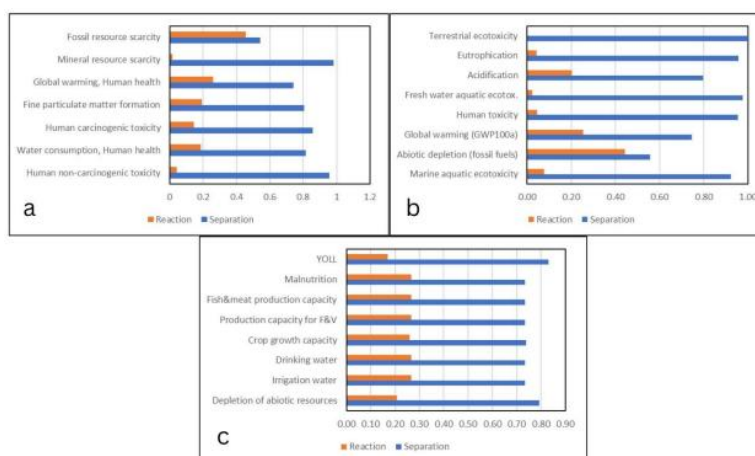 Fossil resource scarcity
Mineral resource scarcity
Global warming, Human health
Fine particulate matter formation
Human carcinogenic toxicity
Water consumption, Human health
Human non-carcinogenic toxicity
0 0.2 0.4 0.6 0.8 1 1.2
a
Reaction Separation
Terrestrial ecotoxicity
Eutrophication
Acidification
Fresh water aquatic ecotox.
Human toxicity
Global warming (GWP100a)
Abiotic depletion (fossil fuels)
Marine aquatic ecotoxicity
0.00 0.20 0.40 0.60 0.80 1.00
b
Reaction Separation
YOLL
Malnutrition
Fish&meat production capacity
Production capacity for F&V
Crop growth capacity
Drinking water
Irrigation water
Depletion of abiotic resources
0.00 0.10 0.20 0.30 0.40 0.50 0.60 0.70 0.80 0.90
c
Reaction Separation